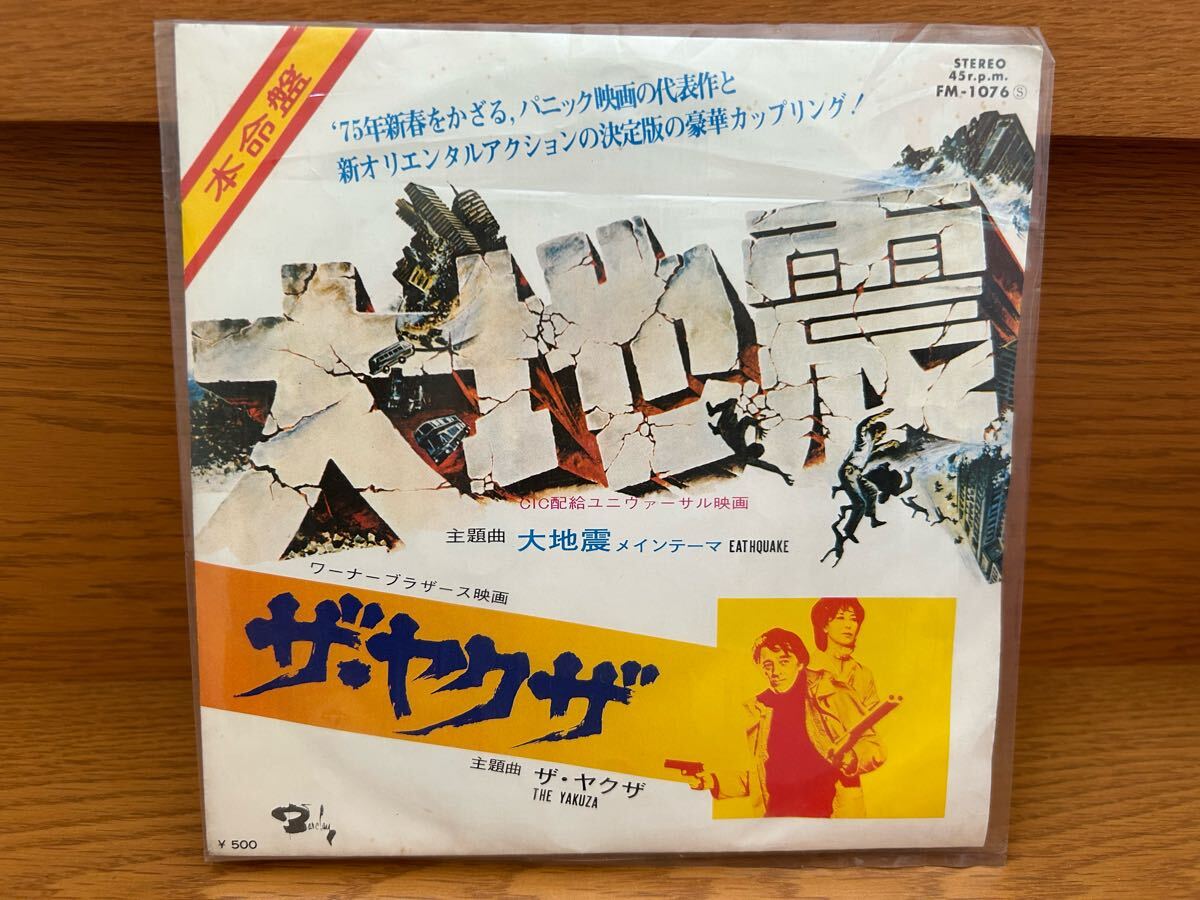 本命盤
STEREO
45 r.p.m.
FM-1076 Ⓢ
'75年新春をかざる,パニック映画の代表作と
新オリエンタルアクションの決定版の豪華カップリング!
大地震
CIC配給ユニヴァーサル映画
主題曲 大地震 メインテーマ EATHQUAKE
ワーナーブラザース映画
ザ・ヤクザ
主題曲 ザ・ヤクザ
THE YAKUZA
Barclay
¥500